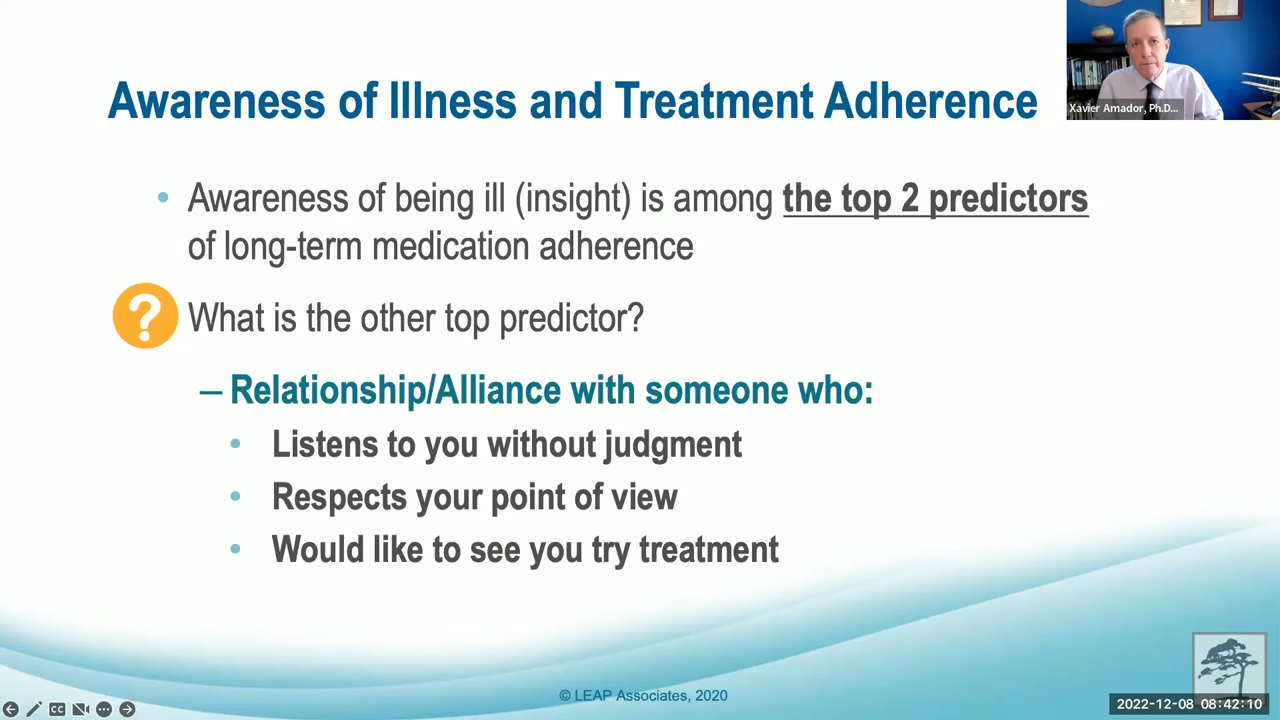 Awareness of Illness and Treatment Adherence
Xavier Amador, Ph.D...
• Awareness of being ill (insight) is among the top 2 predictors
of long-term medication adherence
? What is the other top predictor?
– Relationship/Alliance with someone who:
• Listens to you without judgment
• Respects your point of view
• Would like to see you try treatment
© LEAP Associates, 2020
CC
2022-12-08 08:42:10